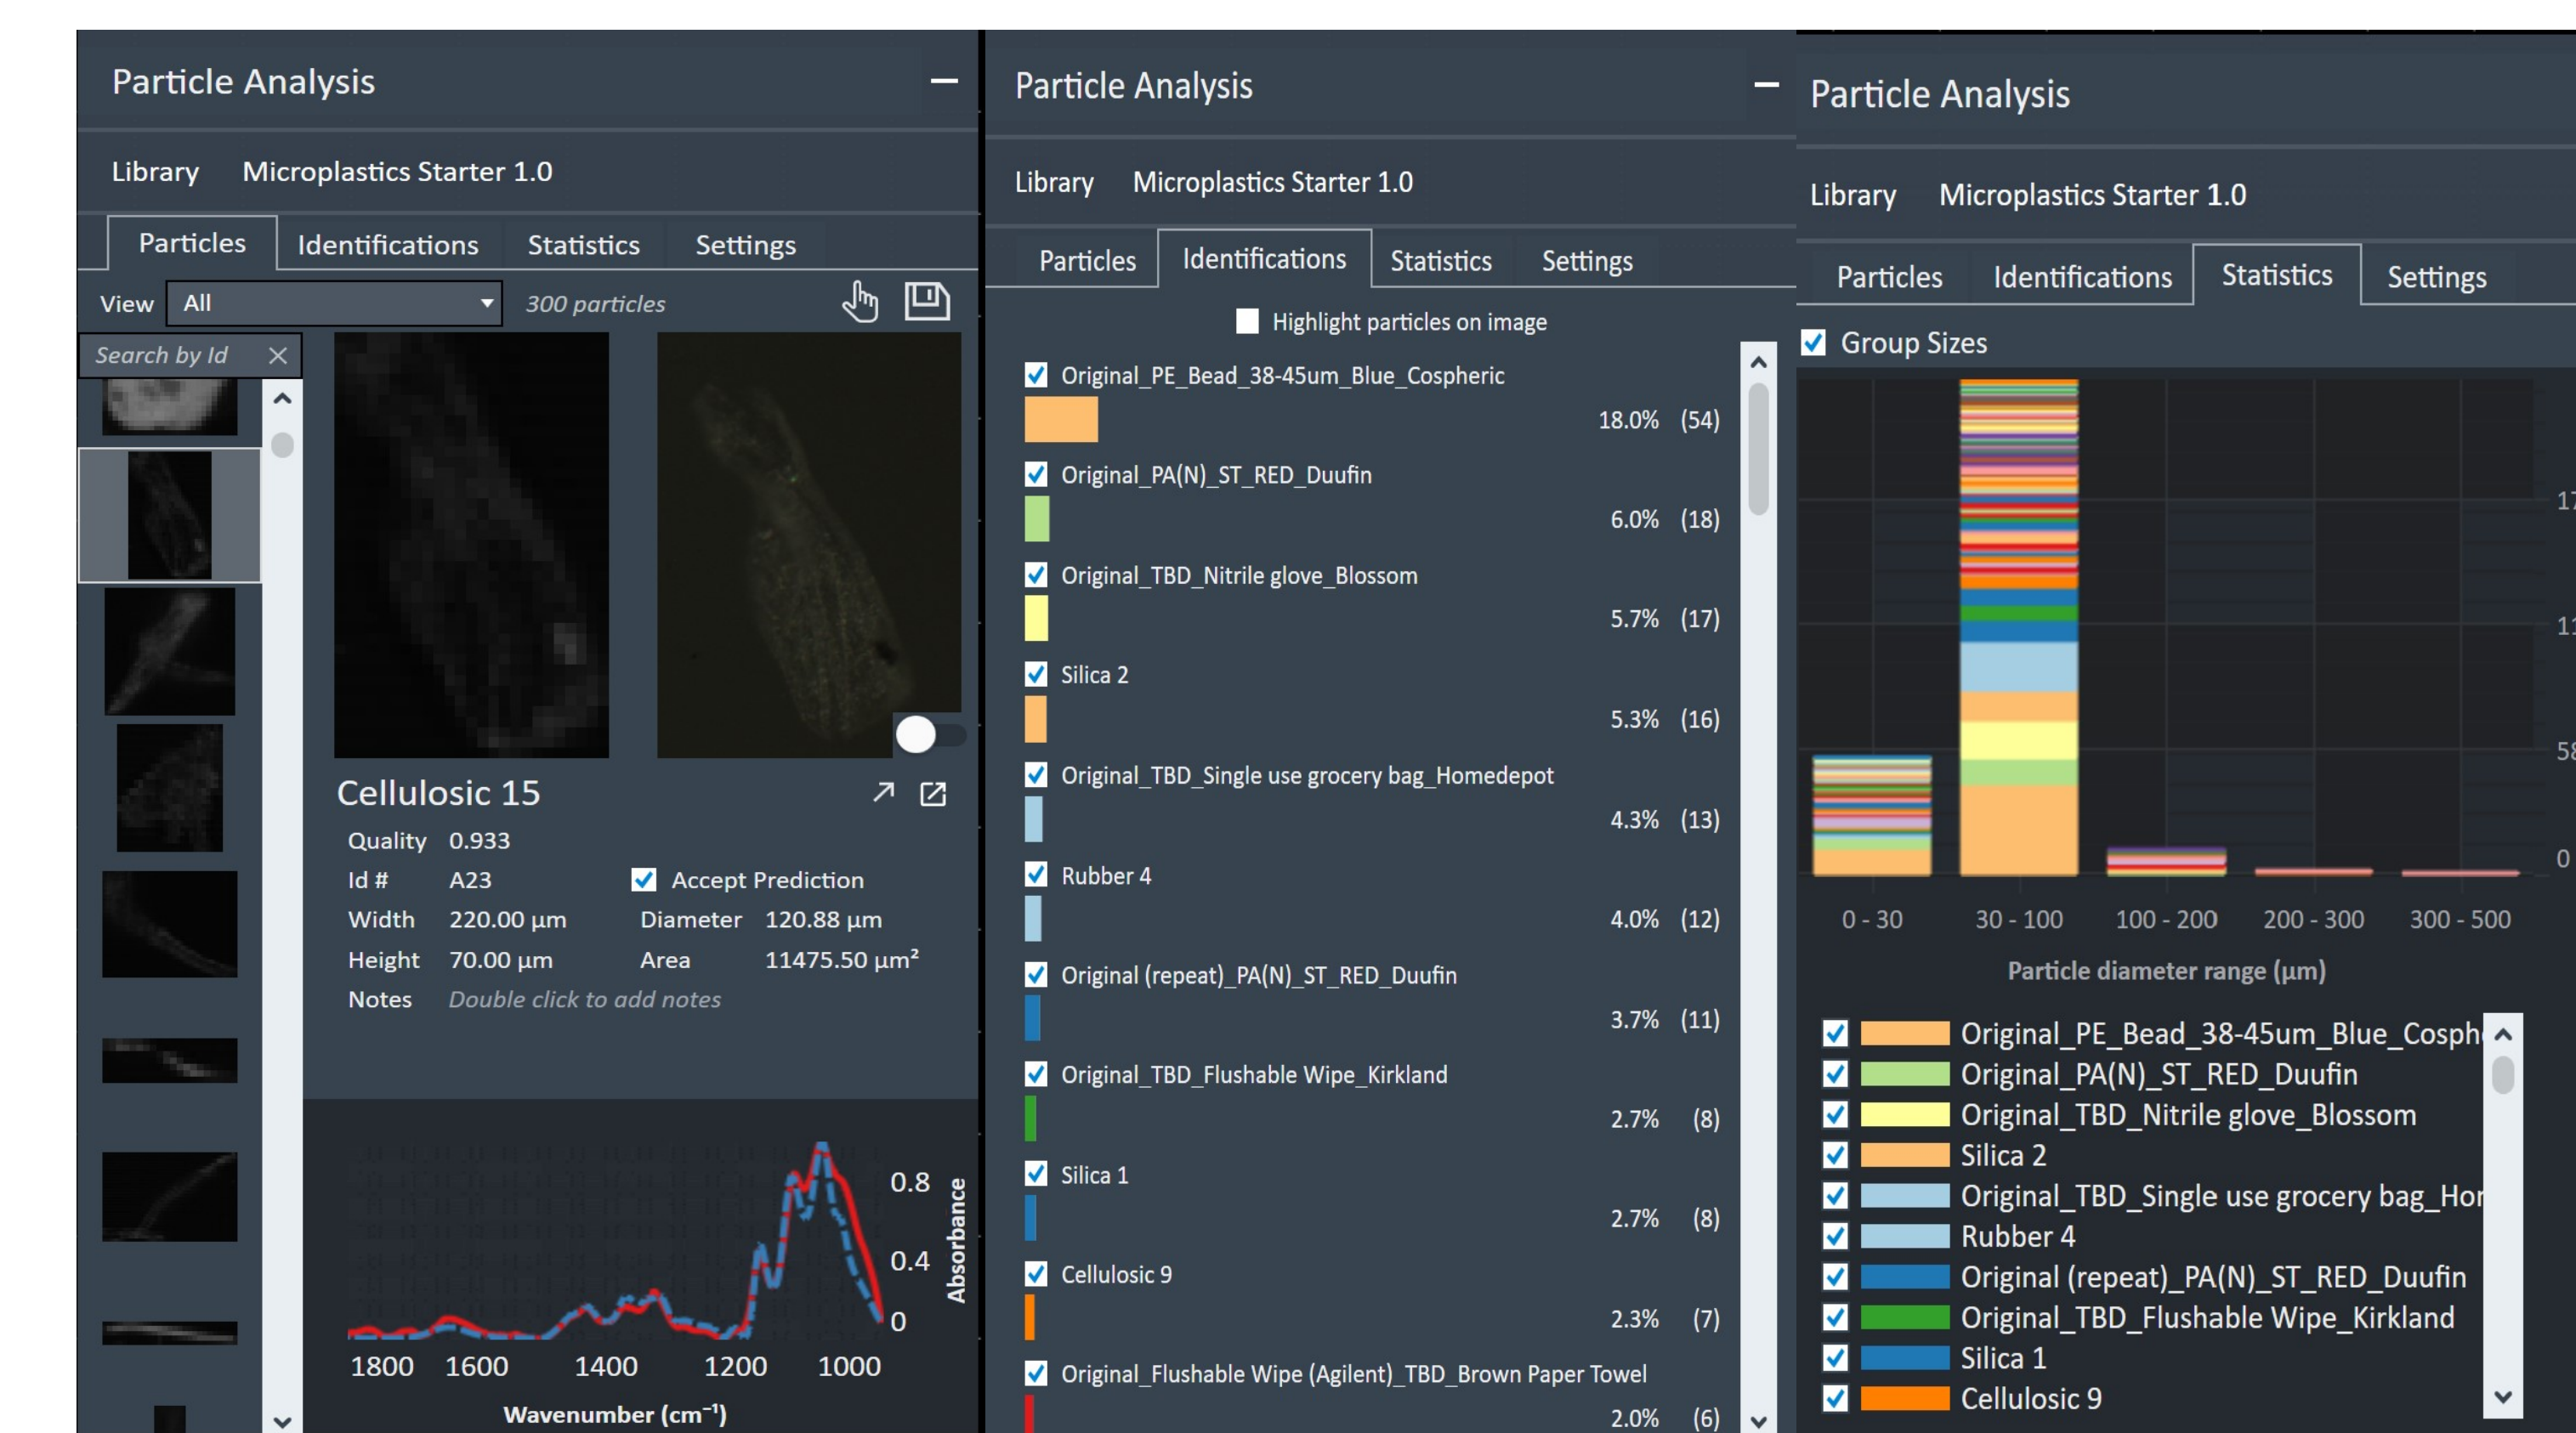 Particle Analysis
Library Microplastics Starter 1.0
Particles Identifications Statistics Settings
View All 300 particles
Search by Id
Cellulosic 15
Quality 0.933
Id # A23 Accept Prediction
Width 220.00 µm Diameter 120.88 µm
Height 70.00 µm Area 11475.50 µm²
Notes Double click to add notes
0.8
0.4
0
Absorbance
1800 1600 1400 1200 1000
Wavenumber (cm⁻¹)
Particle Analysis
Library Microplastics Starter 1.0
Particles Identifications Statistics Settings
Highlight particles on image
Original_PE_Bead_38-45um_Blue_Cospheric
18.0% (54)
Original_PA(N)_ST_RED_Duufin
6.0% (18)
Original_TBD_Nitrile glove_Blossom
5.7% (17)
Silica 2
5.3% (16)
Original_TBD_Single use grocery bag_Homedepot
4.3% (13)
Rubber 4
4.0% (12)
Original (repeat)_PA(N)_ST_RED_Duufin
3.7% (11)
Original_TBD_Flushable Wipe_Kirkland
2.7% (8)
Silica 1
2.7% (8)
Cellulosic 9
2.3% (7)
Original_Flushable Wipe (Agilent)_TBD_Brown Paper Towel
2.0% (6)
Particle Analysis
Library Microplastics Starter 1.0
Particles Identifications Statistics Settings
Group Sizes
17
11
58
0
0 - 30 30 - 100 100 - 200 200 - 300 300 - 500
Particle diameter range (µm)
Original_PE_Bead_38-45um_Blue_Cosph
Original_PA(N)_ST_RED_Duufin
Original_TBD_Nitrile glove_Blossom
Silica 2
Original_TBD_Single use grocery bag_Hor
Rubber 4
Original (repeat)_PA(N)_ST_RED_Duufin
Original_TBD_Flushable Wipe_Kirkland
Silica 1
Cellulosic 9